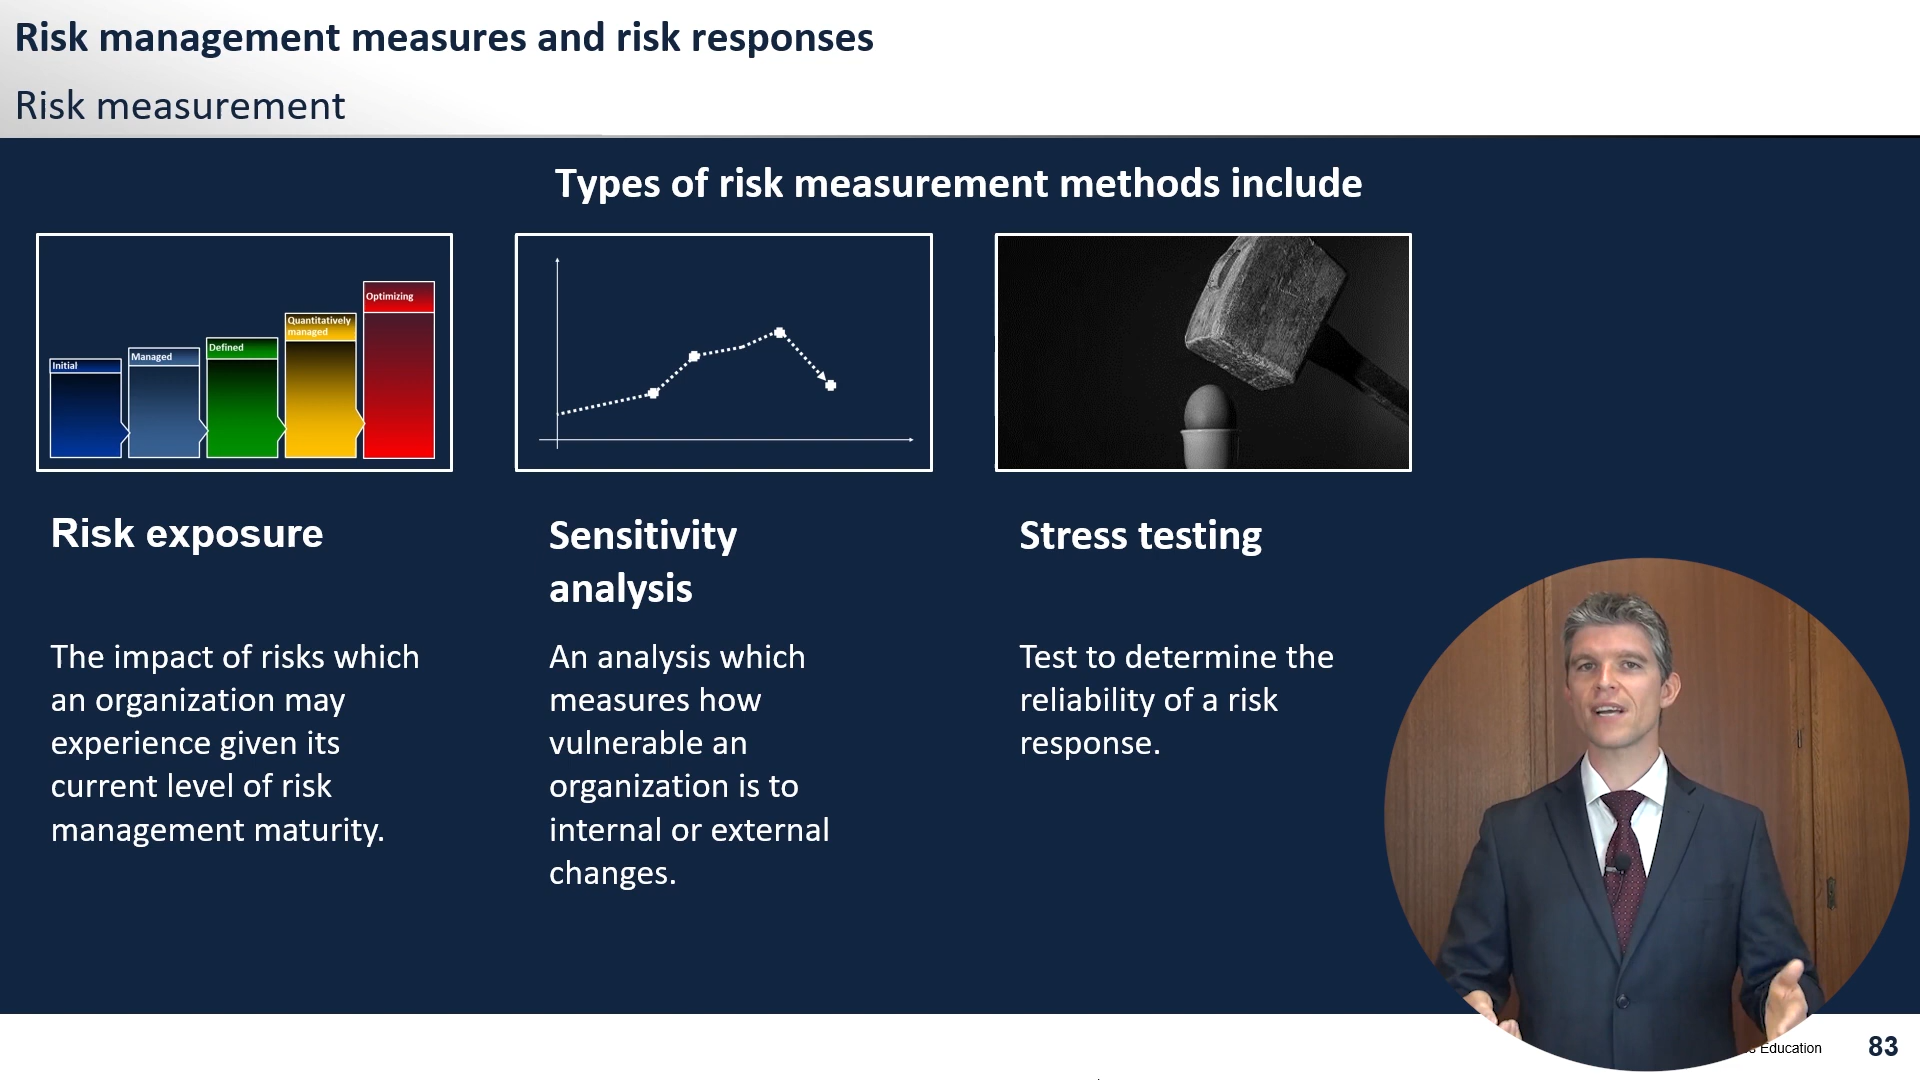 Risk management measures and risk responses
Risk measurement
Types of risk measurement methods include
Initial
Managed
Defined
Quantitatively
managed
Optimizing
Risk exposure
The impact of risks which
an organization may
experience given its
current level of risk
management maturity.
Sensitivity
analysis
An analysis which
measures how
vulnerable an
organization is to
internal or external
changes.
Stress testing
Test to determine the
reliability of a risk
response.
Education
83